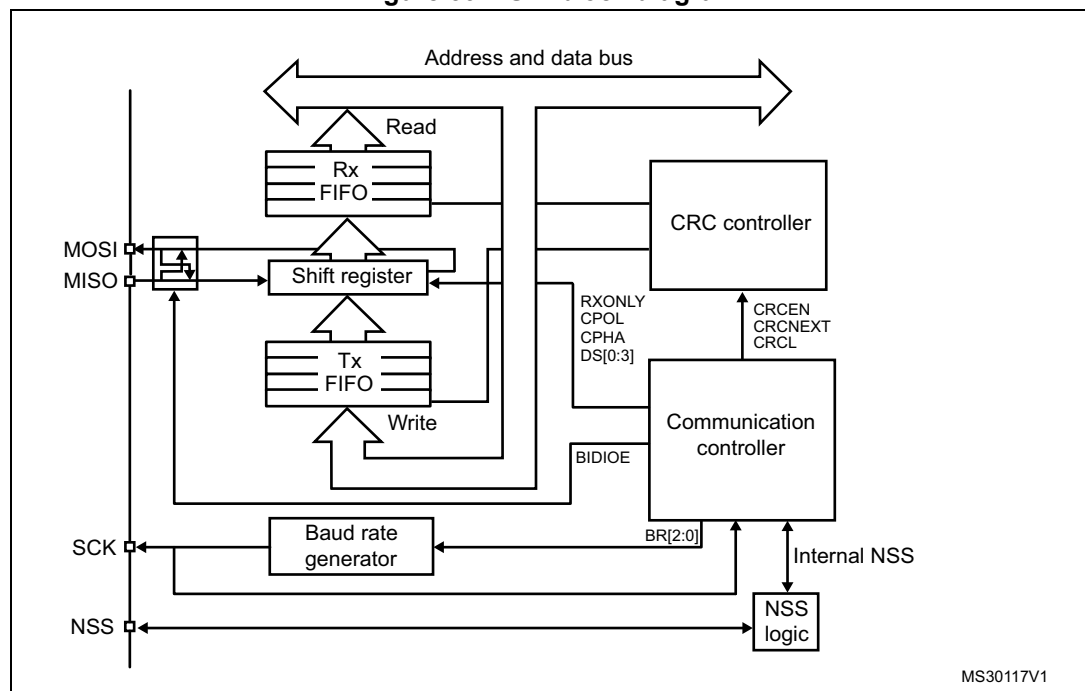 Address and data bus
Read
Rx
FIFO
CRC controller
MOSI
MISO
Shift register
RXONLY
CPOL
CPHA
DS[0:3]
CRCEN
CRCNEXT
CRCL
Tx
FIFO
Write
Communication
controller
BIDIOE
Baud rate
generator
BR[2:0]
SCK
Internal NSS
NSS
logic
NSS
MS30117V1